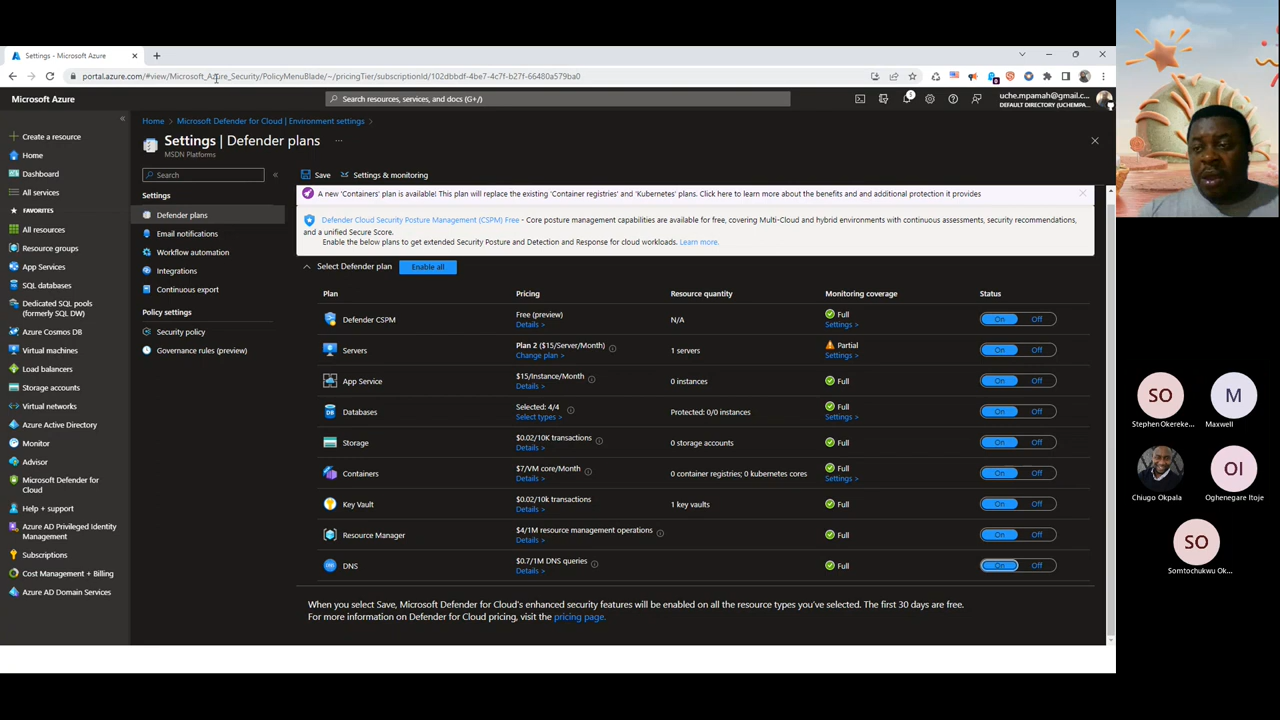 Settings - Microsoft Azure
portal.azure.com/#view/Microsoft_Azure_Security/PolicyMenuBlade/~/pricingTier/subscriptionId/102dbbdf-4be7-4c7f-b27f-66480a579ba0
Microsoft Azure
Search resources, services, and docs (G+/)
1
uche.mpamah@gmail.c...
DEFAULT DIRECTORY (UCHEMPAM...
Create a resource
Home
Dashboard
All services
FAVORITES
All resources
Resource groups
App Services
SQL databases
Dedicated SQL pools
(formerly SQL DW)
Azure Cosmos DB
Virtual machines
Load balancers
Storage accounts
Virtual networks
Azure Active Directory
Monitor
Advisor
Microsoft Defender for
Cloud
Help + support
Azure AD Privileged Identity
Management
Subscriptions
Cost Management + Billing
Azure AD Domain Services
Home > Microsoft Defender for Cloud | Environment settings >
Settings | Defender plans ...
MSDN Platforms
Search
Settings
Defender plans
Email notifications
Workflow automation
Integrations
Continuous export
Policy settings
Security policy
Governance rules (preview)
Save Settings & monitoring
A new 'Containers' plan is available! This plan will replace the existing 'Container registries' and 'Kubernetes' plans. Click here to learn more about the benefits and and additional protection it provides
Defender Cloud Security Posture Management (CSPM) Free - Core posture management capabilities are available for free, covering Multi-Cloud and hybrid environments with continuous assessments, security recommendations,
and a unified Secure Score.
Enable the below plans to get extended Security Posture and Detection and Response for cloud workloads. Learn more.
Select Defender plan Enable all
Plan Pricing Resource quantity Monitoring coverage Status
Defender CSPM Free (preview) Details > N/A Full Settings > On Off
Servers Plan 2 ($15/Server/Month) Change plan > 1 servers Partial Settings > On Off
App Service $15/Instance/Month Details > 0 instances Full On Off
Databases Selected: 4/4 Select types > Protected: 0/0 instances Full Settings > On Off
Storage $0.02/10K transactions Details > 0 storage accounts Full On Off
Containers $7/VM core/Month Details > 0 container registries; 0 kubernetes cores Full Settings > On Off
Key Vault $0.02/10k transactions Details > 1 key vaults Full On Off
Resource Manager $4/1M resource management operations Details > Full On Off
DNS $0.7/1M DNS queries Details > Full On Off
When you select Save, Microsoft Defender for Cloud's enhanced security features will be enabled on all the resource types you've selected. The first 30 days are free.
For more information on Defender for Cloud pricing, visit the pricing page.
SO
Stephen Okereke...
M
Maxwell
Chiugo Okpala
OI
Oghenegare Itoje
SO
Somtochukwu Ok...